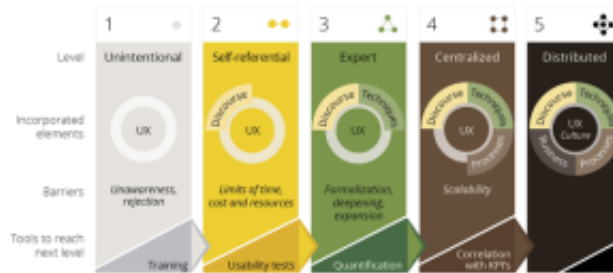 1 2 3 4 5
Level Unintentional Self-referential Expert Centralized Distributed
Incorporated
elements
UX
Discourse
UX
Discourse Techniques
UX
Discourse Techniques Processes
UX
Discourse Techniques Business Processes
UX
Culture
Barriers
Unawareness,
rejection
Limits of time,
cost and resources
Formalization,
deepening,
expansion
Scalability
Tools to reach
next level
Training
Usability tests
Quantification
Correlation
with KPI's